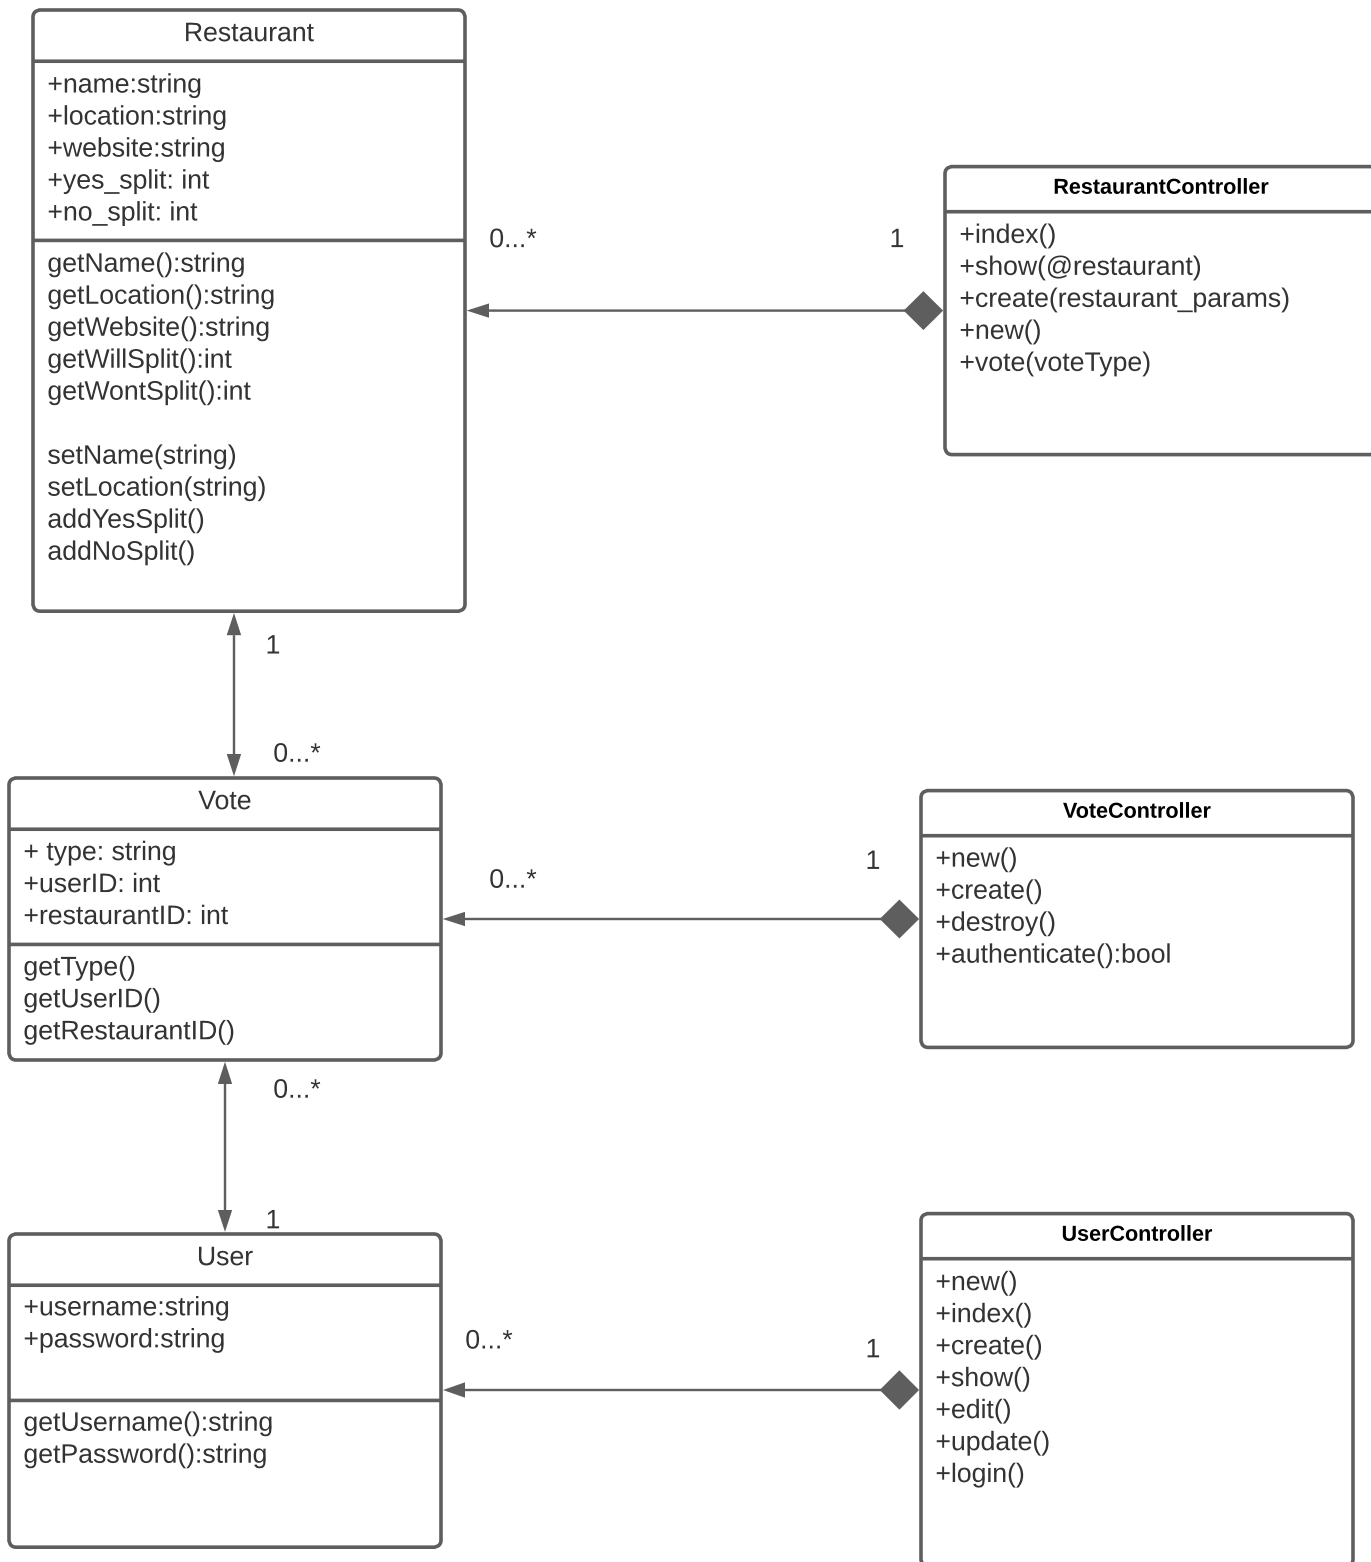 Restaurant
+name:string
+location:string
+website:string
+yes_split: int
+no_split: int
getName():string
getLocation():string
getWebsite():string
getWillSplit():int
getWontSplit():int
setName(string)
setLocation(string)
addYesSplit()
addNoSplit()
0...*
1
RestaurantController
+index()
+show(@restaurant)
+create(restaurant_params)
+new()
+vote(voteType)
1
0...*
Vote
+ type: string
+userID: int
+restaurantID: int
getType()
getUserID()
getRestaurantID()
0...*
1
VoteController
+new()
+create()
+destroy()
+authenticate():bool
0...*
1
User
+username:string
+password:string
getUsername():string
getPassword():string
0...*
1
UserController
+new()
+index()
+create()
+show()
+edit()
+update()
+login()